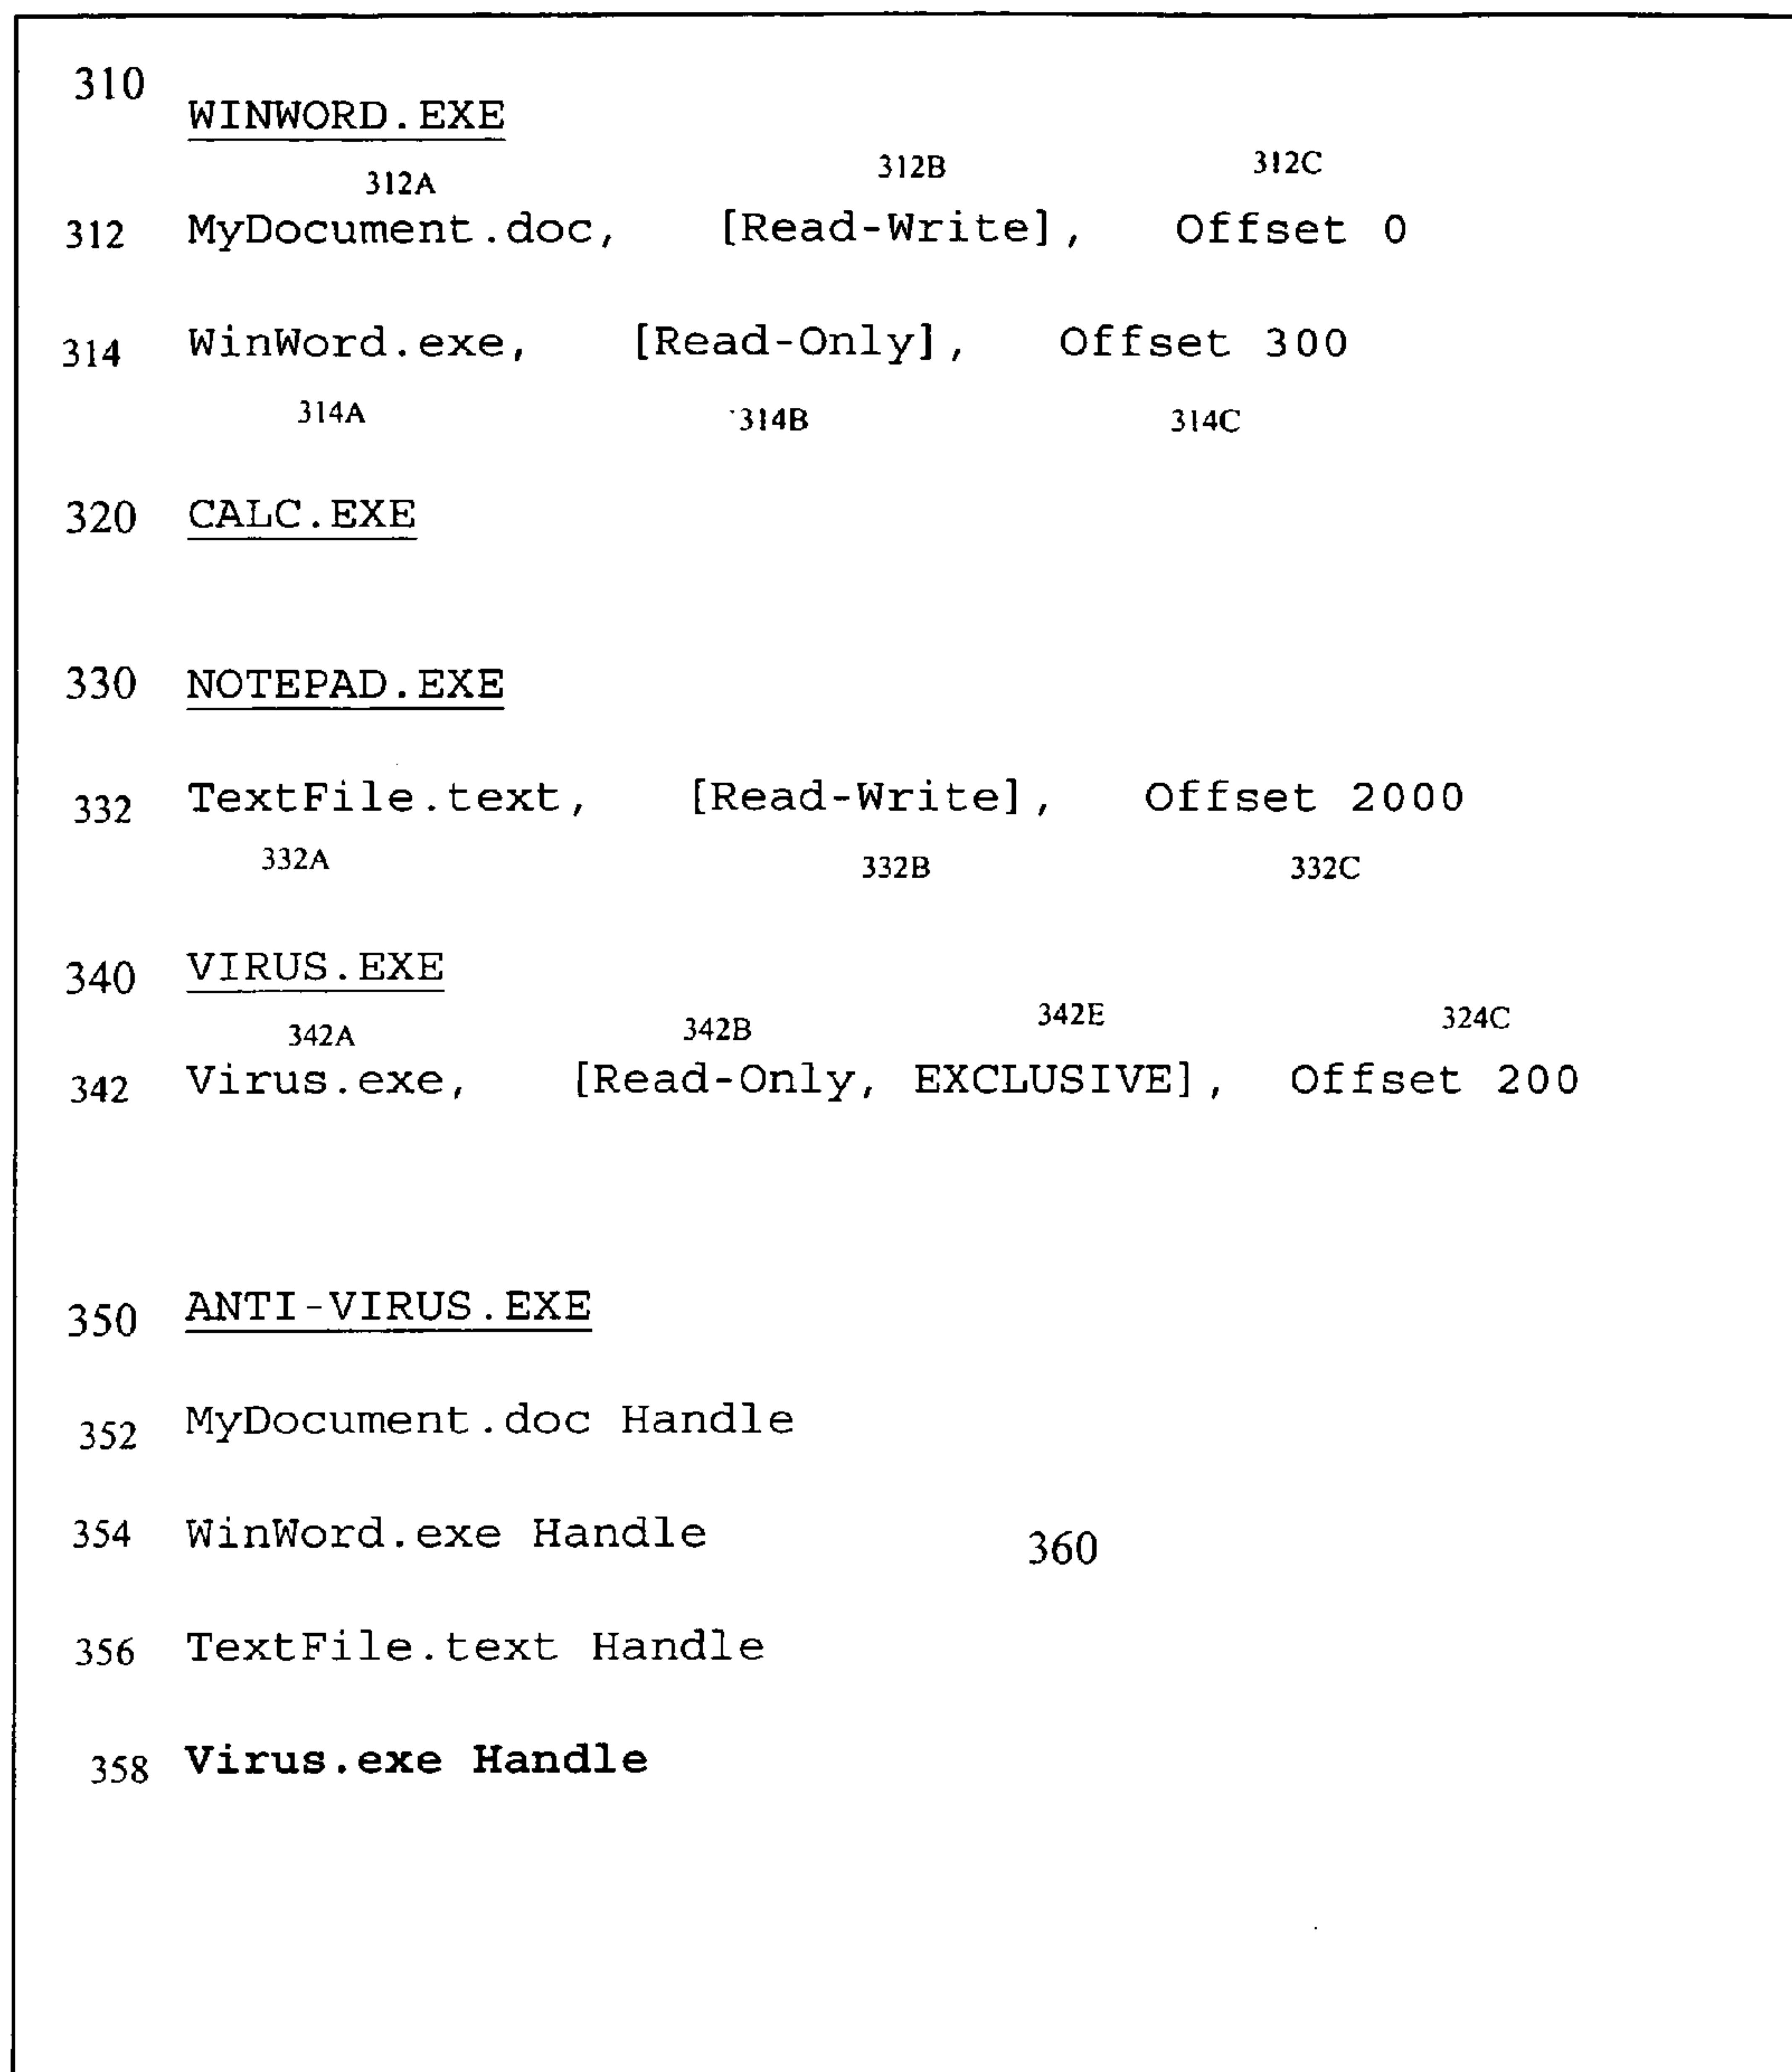 310
WINWORD.EXE
312A 312B 312C
312 MyDocument.doc, [Read-Write], Offset 0
314 WinWord.exe, [Read-Only], Offset 300
314A 314B 314C
320 CALC.EXE
330 NOTEPAD.EXE
332 TextFile.text, [Read-Write], Offset 2000
332A 332B 332C
340 VIRUS.EXE
342A 342B 342E 324C
342 Virus.exe, [Read-Only, EXCLUSIVE], Offset 200
350 ANTI-VIRUS.EXE
352 MyDocument.doc Handle
354 WinWord.exe Handle 360
356 TextFile.text Handle
358 Virus.exe Handle